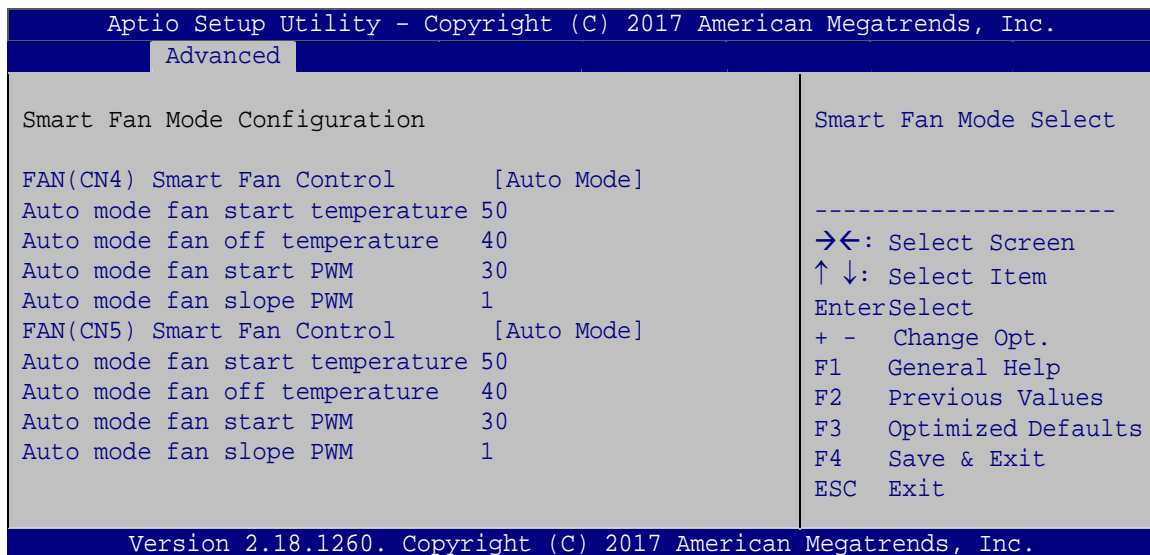 Aptio Setup Utility – Copyright (C) 2017 American Megatrends, Inc.
Advanced
Smart Fan Mode Configuration
FAN(CN4) Smart Fan Control [Auto Mode]
Auto mode fan start temperature 50
Auto mode fan off temperature 40
Auto mode fan start PWM 30
Auto mode fan slope PWM 1
FAN(CN5) Smart Fan Control [Auto Mode]
Auto mode fan start temperature 50
Auto mode fan off temperature 40
Auto mode fan start PWM 30
Auto mode fan slope PWM 1
Smart Fan Mode Select
---------------------
→←: Select Screen
↑ ↓: Select Item
EnterSelect
+ - Change Opt.
F1 General Help
F2 Previous Values
F3 Optimized Defaults
F4 Save & Exit
ESC Exit
Version 2.18.1260. Copyright (C) 2017 American Megatrends, Inc.